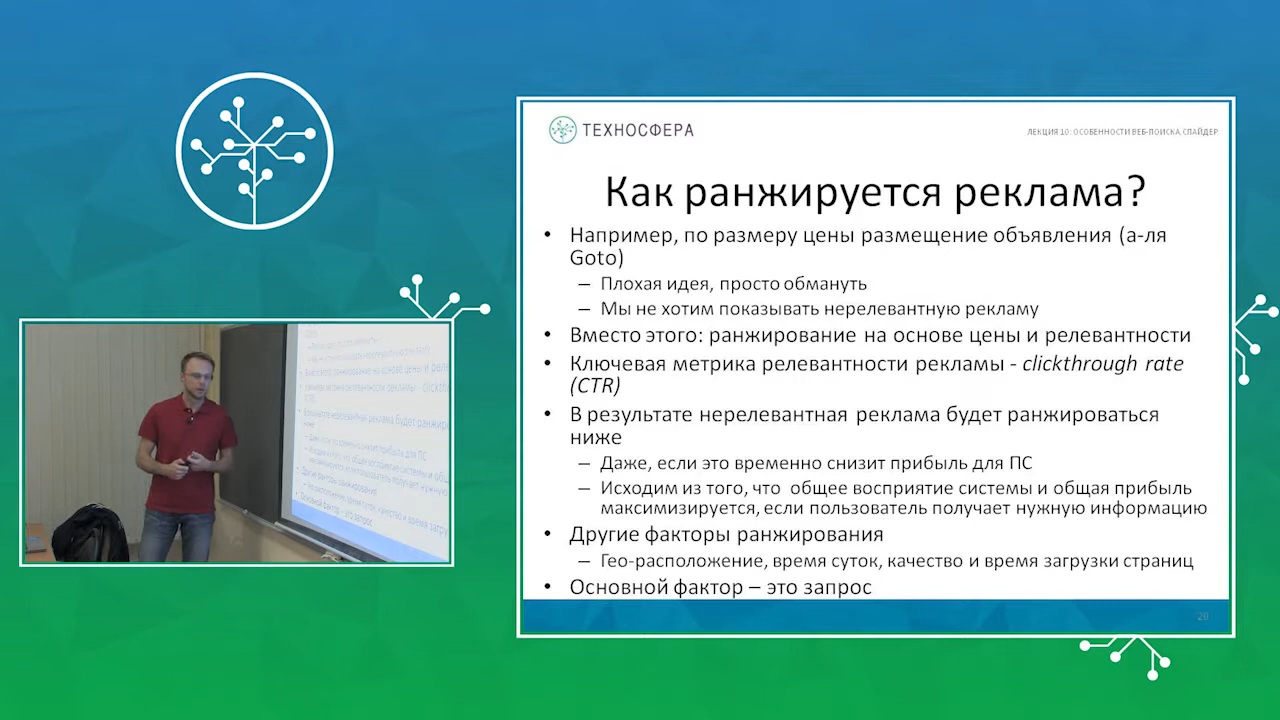 ТЕХНОСФЕРА
ЛЕКЦИЯ 10: ОСОБЕННОСТИ ВЕБ-ПОИСКА. СПАЙДЕР
Как ранжируется реклама?
• Например, по размеру цены размещение объявления (а-ля
Goto)
– Плохая идея, просто обмануть
– Мы не хотим показывать нерелевантную рекламу
• Вместо этого: ранжирование на основе цены и релевантности
• Ключевая метрика релевантности рекламы - clickthrough rate
(CTR)
• В результате нерелевантная реклама будет ранжироваться
ниже
– Даже, если это временно снизит прибыль для ПС
– Исходим из того, что общее восприятие системы и общая прибыль
максимизируется, если пользователь получает нужную информацию
• Другие факторы ранжирования
– Гео-расположение, время суток, качество и время загрузки страниц
• Основной фактор – это запрос
20